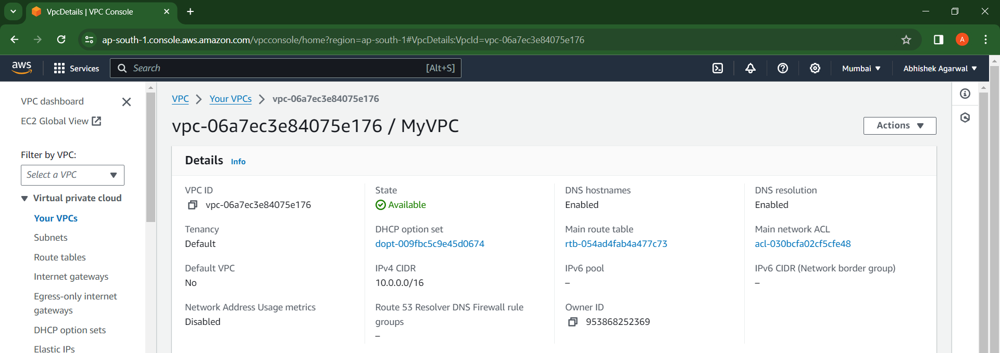 VpcDetails | VPC Console
ap-south-1.console.aws.amazon.com/vpcconsole/home?region=ap-south-1#VpcDetails:VpcId=vpc-06a7ec3e84075e176
A
aws
Services
Search
[Alt+S]
Mumbai
Abhishek Agarwal
VPC dashboard
EC2 Global View
Filter by VPC:
Select a VPC
Virtual private cloud
Your VPCs
Subnets
Route tables
Internet gateways
Egress-only internet
gateways
DHCP option sets
Elastic IPs
VPC
Your VPCs
vpc-06a7ec3e84075e176
vpc-06a7ec3e84075e176 / MyVPC
Actions
Details Info
VPC ID
vpc-06a7ec3e84075e176
State
Available
DNS hostnames
Enabled
DNS resolution
Enabled
Tenancy
Default
DHCP option set
dopt-009fbc5c9e45d0674
Main route table
rtb-054ad4fab4a477c73
Main network ACL
acl-030bcfa02cf5cfe48
Default VPC
No
IPv4 CIDR
10.0.0.0/16
IPv6 pool
–
IPv6 CIDR (Network border group)
–
Network Address Usage metrics
Disabled
Route 53 Resolver DNS Firewall rule
groups
–
Owner ID
953868252369